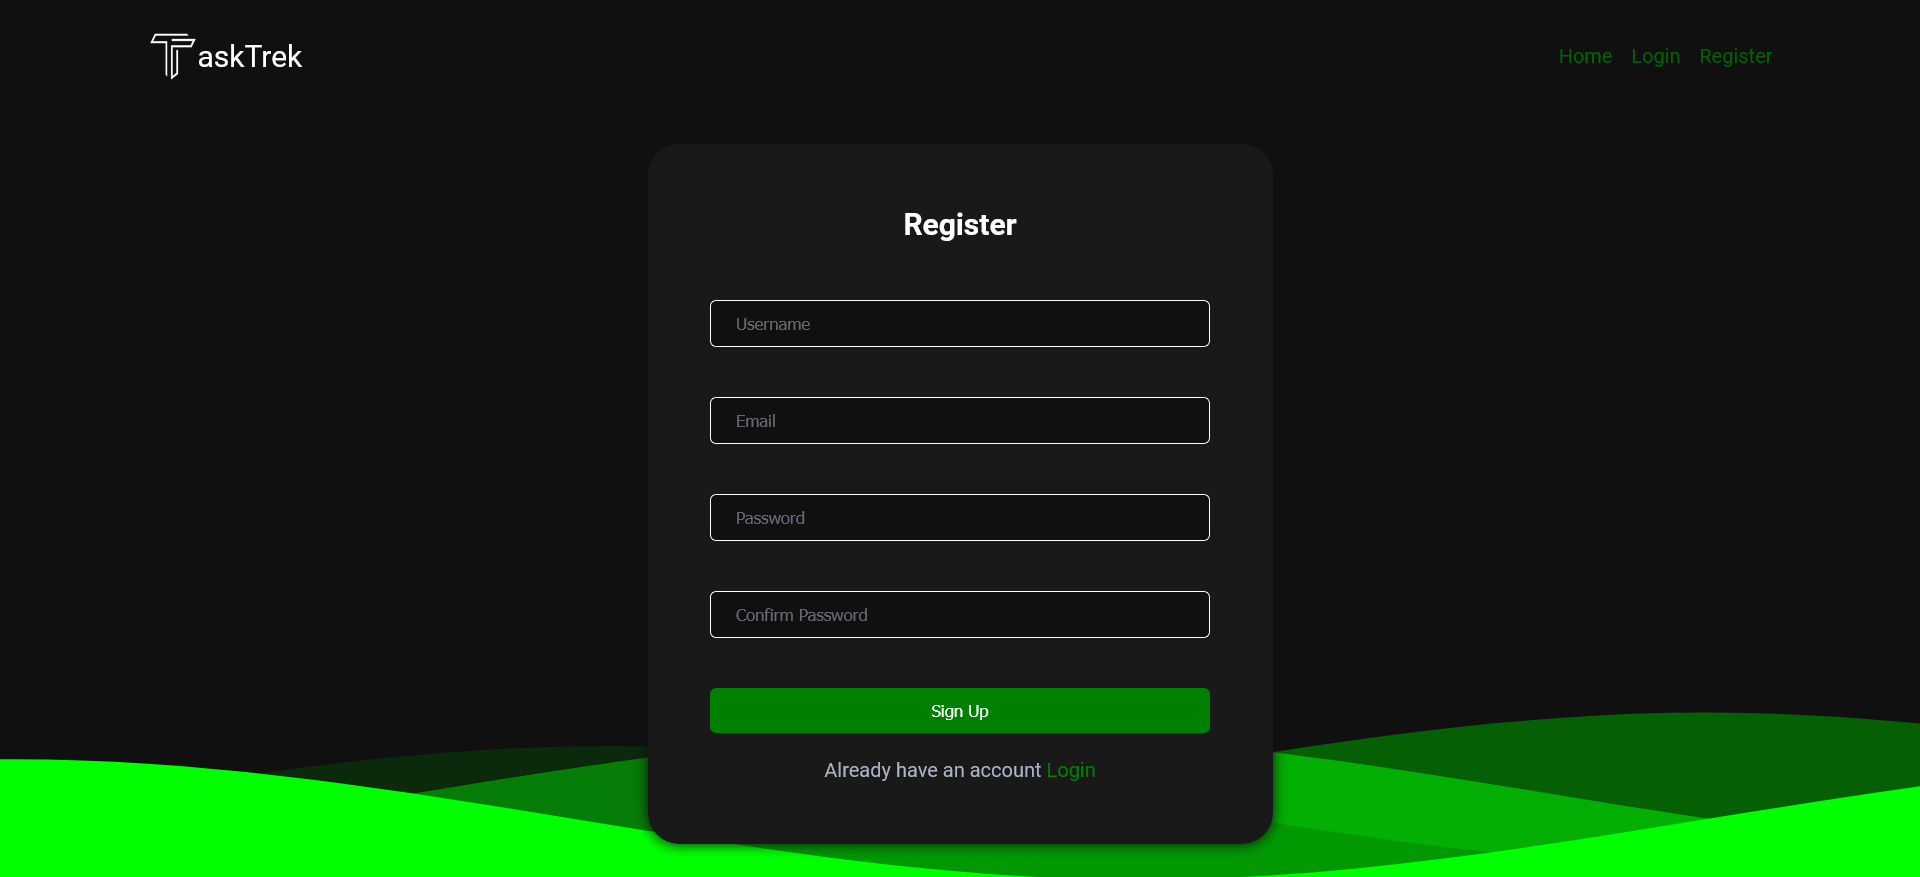 TaskTrek
Home Login Register
Register
Username
Email
Password
Confirm Password
Sign Up
Already have an account Login